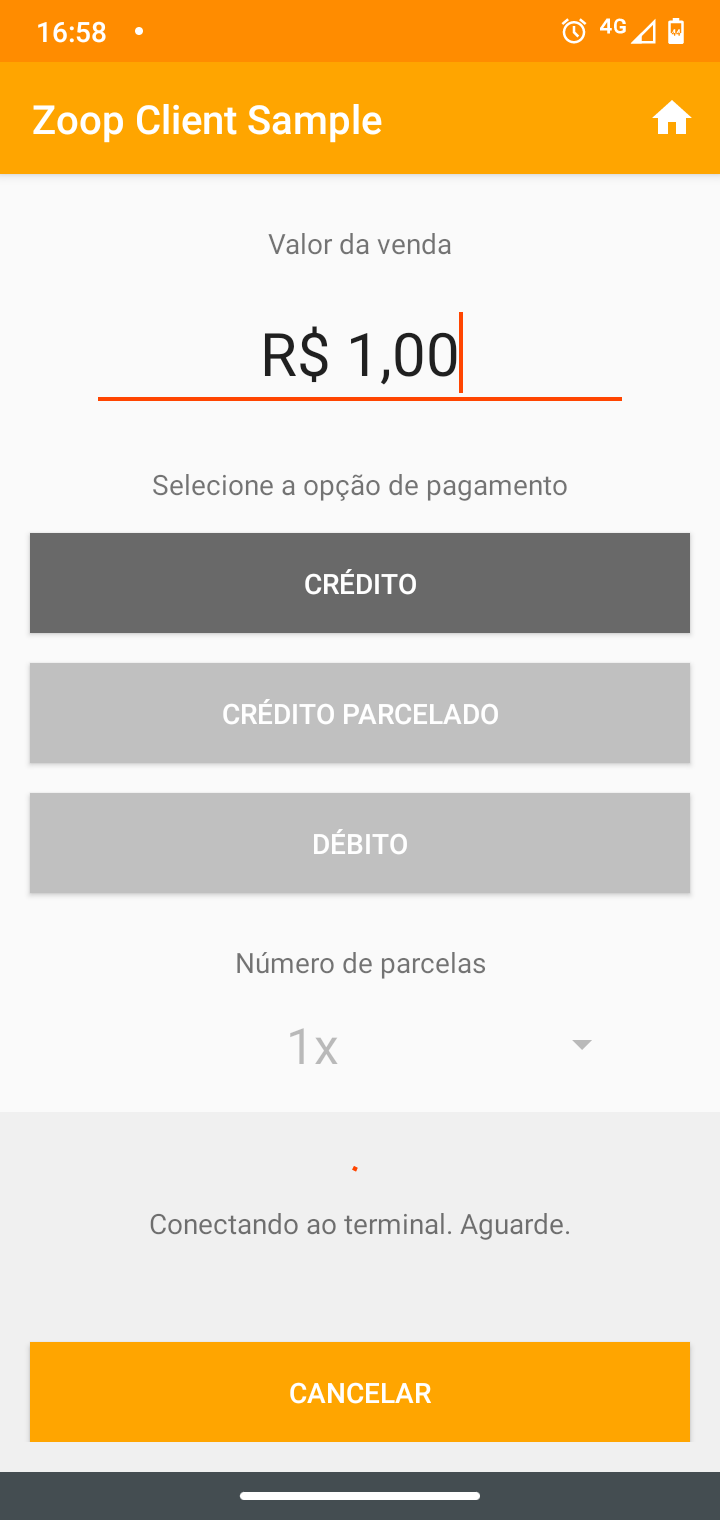 16:58
4G
Zoop Client Sample
Valor da venda
R$ 1,00
Selecione a opção de pagamento
CRÉDITO
CRÉDITO PARCELADO
DÉBITO
Número de parcelas
1x
Conectando ao terminal. Aguarde.
CANCELAR